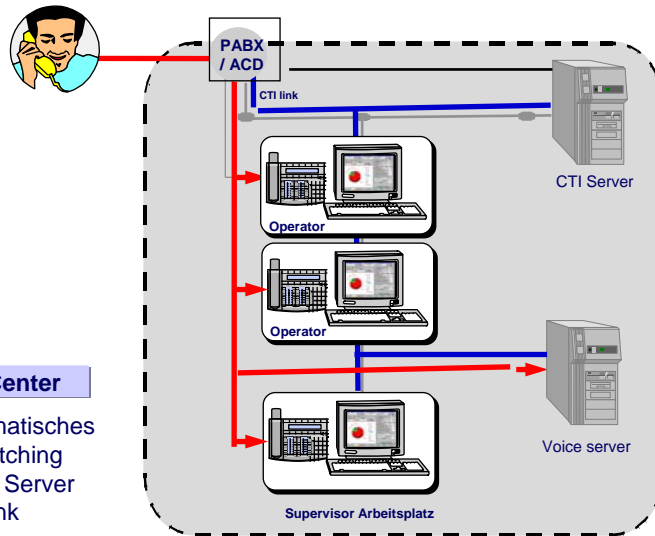 PABX
/ ACD
CTI link
CTI Server
Operator
Operator
Center
matisches
tching
Server
nk
Voice server
Supervisor Arbeitsplatz